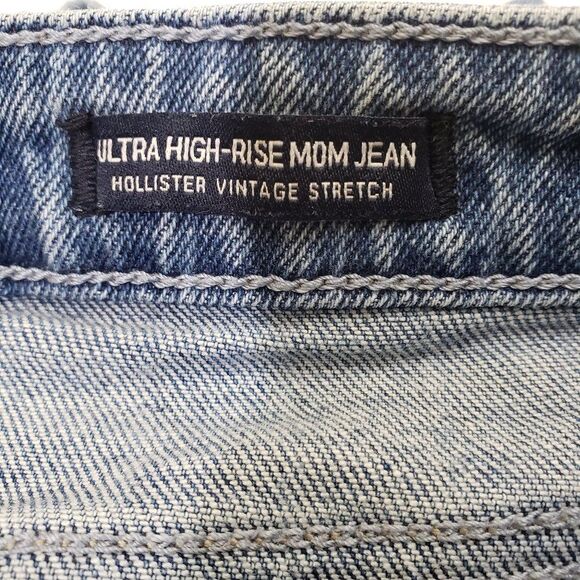 ULTRA HIGH-RISE MOM JEAN
HOLLISTER VINTAGE STRETCH